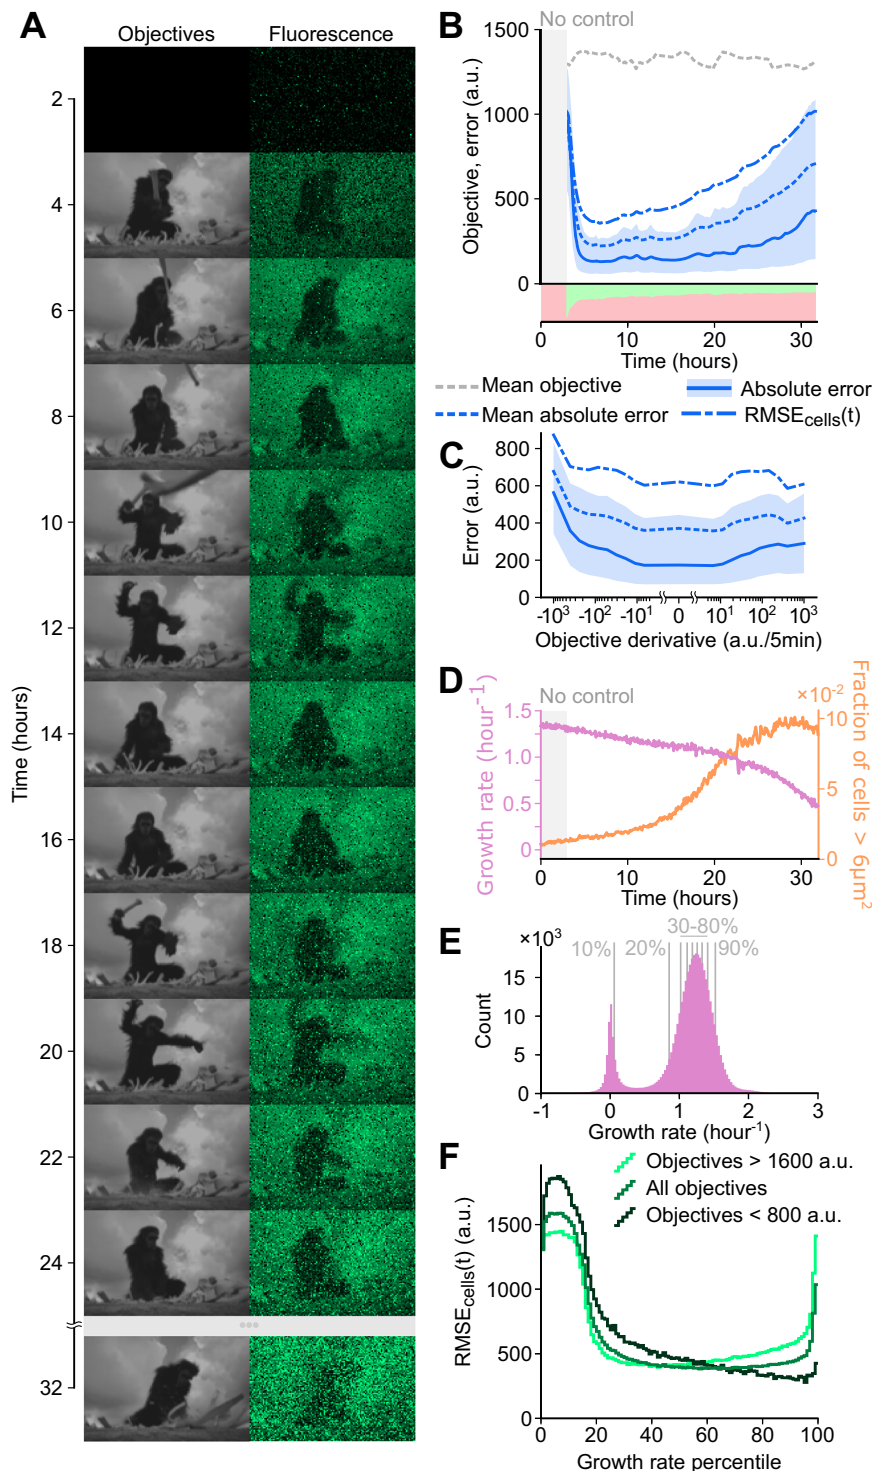 A
Objectives
Fluorescence
Time (hours)
2
4
6
8
10
12
14
16
18
20
22
24
32
B
No control
Objective, error (a.u.)
1500
1000
500
0
0
10
20
30
Time (hours)
Mean objective
Absolute error
Mean absolute error
RMSEcells(t)
C
Error (a.u.)
800
600
400
200
0
-10³
-10²
-10¹
0
10¹
10²
10³
Objective derivative (a.u./5min)
D
No control
×10⁻²
Growth rate (hour⁻¹)
1.5
1.0
0.5
0
Fraction of cells > 6µm²
10
5
0
0
10
20
30
Time (hours)
E
×10³
30-80%
10%
20%
90%
Count
15
10
5
0
-1
0
1
2
3
Growth rate (hour⁻¹)
F
Objectives > 1600 a.u.
All objectives
Objectives < 800 a.u.
RMSEcells(t) (a.u.)
1500
1000
500
0
0
20
40
60
80
100
Growth rate percentile